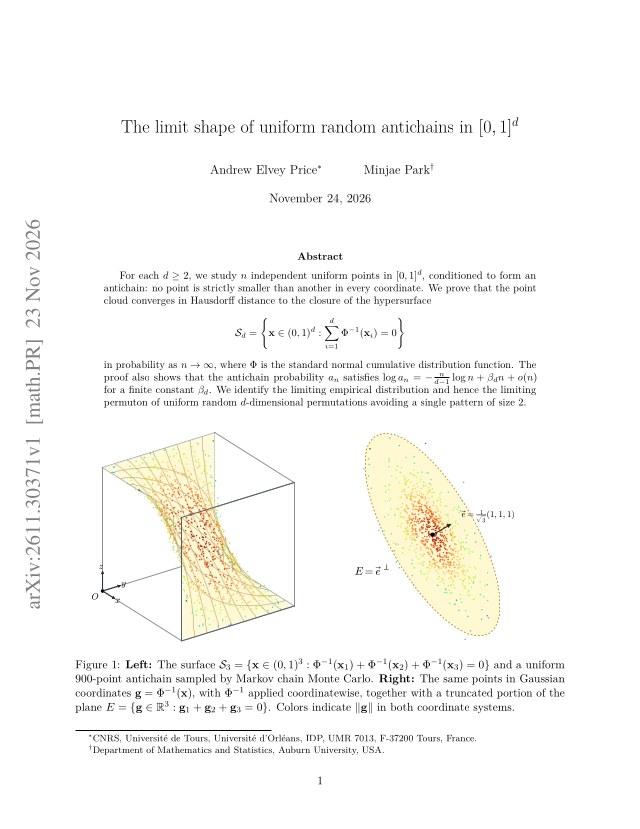 The limit shape of uniform random antichains in [0, 1]^d
Andrew Elvey Price* Minjae Park†
November 24, 2026
arXiv:2611.30371v1 [math.PR] 23 Nov 2026
Abstract
For each d ≥ 2, we study n independent uniform points in [0, 1]^d, conditioned to form an
antichain: no point is strictly smaller than another in every coordinate. We prove that the point
cloud converges in Hausdorff distance to the closure of the hypersurface
S_d = { x ∈ (0, 1)^d : ∑_{i=1}^{d} Φ^{−1}(x_i) = 0 }
in probability as n → ∞, where Φ is the standard normal cumulative distribution function. The
proof also shows that the antichain probability a_n satisfies log a_n = −\frac{n}{d−1} log n + β_d n + o(n)
for a finite constant β_d. We identify the limiting empirical distribution and hence the limiting
permuton of uniform random d-dimensional permutations avoiding a single pattern of size 2.
z
y
O
x
e⃗ = \frac{1}{√3}(1, 1, 1)
E = e⃗ ^⊥
Figure 1: Left: The surface S_3 = {x ∈ (0, 1)^3 : Φ^{−1}(x_1) + Φ^{−1}(x_2) + Φ^{−1}(x_3) = 0} and a uniform
900-point antichain sampled by Markov chain Monte Carlo. Right: The same points in Gaussian
coordinates g = Φ^{−1}(x), with Φ^{−1} applied coordinatewise, together with a truncated portion of the
plane E = {g ∈ ℝ^3 : g_1 + g_2 + g_3 = 0}. Colors indicate ‖g‖ in both coordinate systems.
*CNRS, Université de Tours, Université d'Orléans, IDP, UMR 7013, F-37200 Tours, France.
†Department of Mathematics and Statistics, Auburn University, USA.
1